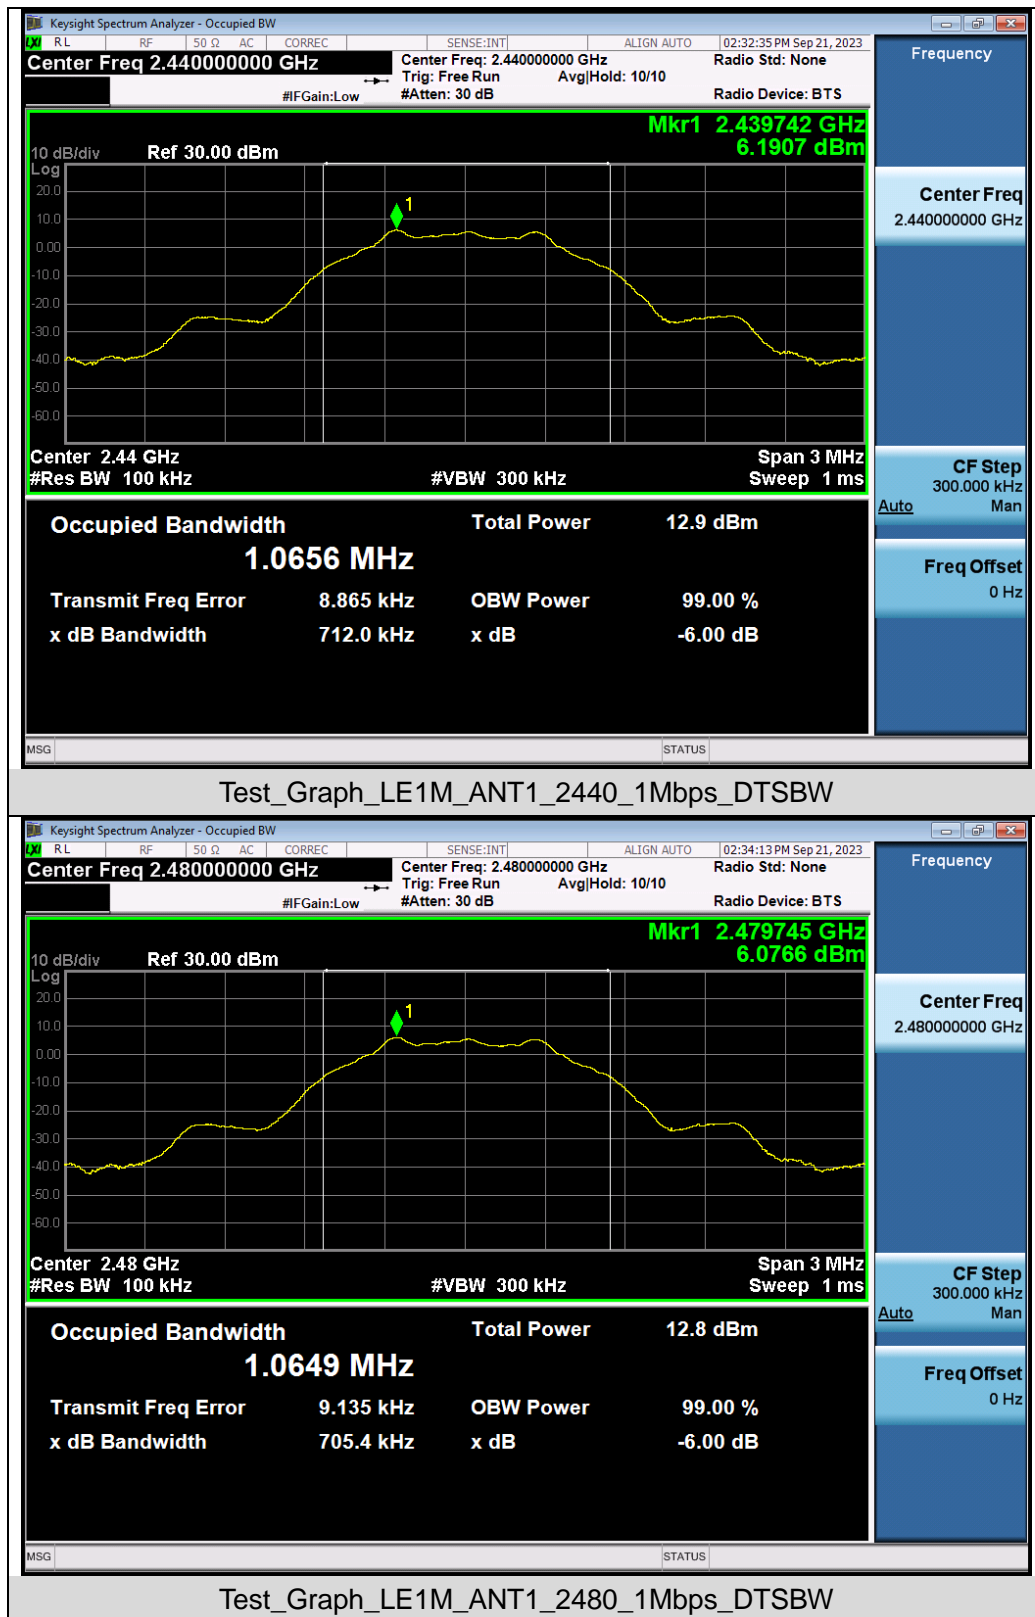 Keysight Spectrum Analyzer - Occupied BW
LXI RL RF 50 Ω AC CORREC SENSE:INT ALIGN AUTO 02:32:35 PM Sep 21, 2023
Center Freq 2.440000000 GHz
Center Freq: 2.440000000 GHz
Radio Std: None
Trig: Free Run Avg|Hold: 10/10
#IFGain:Low
#Atten: 30 dB
Radio Device: BTS
Frequency
Mkr1 2.439742 GHz
6.1907 dBm
10 dB/div Ref 30.00 dBm
Log
20.0
10.0
0.00
-10.0
-20.0
-30.0
-40.0
-50.0
-60.0
1
Center 2.44 GHz Span 3 MHz
#Res BW 100 kHz #VBW 300 kHz Sweep 1 ms
Center Freq
2.440000000 GHz
CF Step
300.000 kHz
Auto Man
Freq Offset
0 Hz
Occupied Bandwidth Total Power 12.9 dBm
1.0656 MHz
Transmit Freq Error 8.865 kHz OBW Power 99.00 %
x dB Bandwidth 712.0 kHz x dB -6.00 dB
MSG STATUS
Test_Graph_LE1M_ANT1_2440_1Mbps_DTSBW
Keysight Spectrum Analyzer - Occupied BW
LXI RL RF 50 Ω AC CORREC SENSE:INT ALIGN AUTO 02:34:13 PM Sep 21, 2023
Center Freq 2.480000000 GHz
Center Freq: 2.480000000 GHz
Radio Std: None
Trig: Free Run Avg|Hold: 10/10
#IFGain:Low
#Atten: 30 dB
Radio Device: BTS
Frequency
Mkr1 2.479745 GHz
6.0766 dBm
10 dB/div Ref 30.00 dBm
Log
20.0
10.0
0.00
-10.0
-20.0
-30.0
-40.0
-50.0
-60.0
1
Center 2.48 GHz Span 3 MHz
#Res BW 100 kHz #VBW 300 kHz Sweep 1 ms
Center Freq
2.480000000 GHz
CF Step
300.000 kHz
Auto Man
Freq Offset
0 Hz
Occupied Bandwidth Total Power 12.8 dBm
1.0649 MHz
Transmit Freq Error 9.135 kHz OBW Power 99.00 %
x dB Bandwidth 705.4 kHz x dB -6.00 dB
MSG STATUS
Test_Graph_LE1M_ANT1_2480_1Mbps_DTSBW